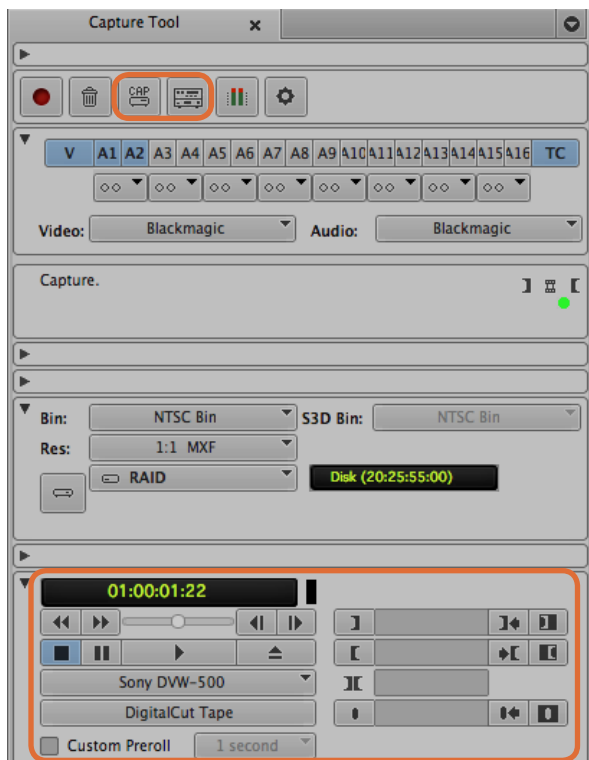 Capture Tool
CAP
V A1 A2 A3 A4 A5 A6 A7 A8 A9 A10 A11 A12 A13 A14 A15 A16 TC
Video: Blackmagic Audio: Blackmagic
Capture.
Bin: NTSC Bin S3D Bin: NTSC Bin
Res: 1:1 MXF
RAID Disk (20:25:55:00)
01:00:01:22
Sony DVW-500
DigitalCut Tape
Custom Preroll 1 second